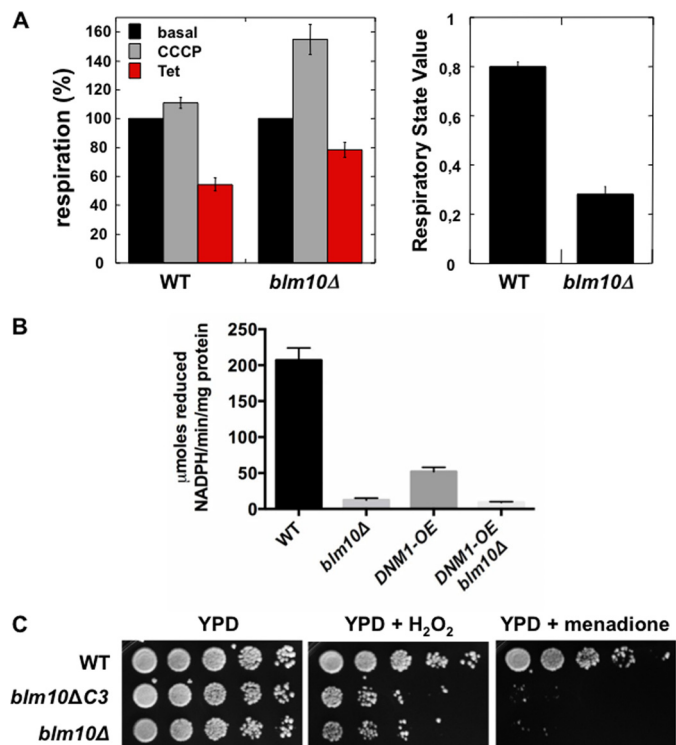 A
respiration (%)
160
140
120
100
80
60
40
20
0
basal
CCCP
Tet
WT
blm10Δ
Respiratory State Value
1
0,8
0,6
0,4
0,2
0
WT
blm10Δ
B
μmoles reduced
NADPH/min/mg protein
250
200
150
100
50
0
WT
blm10Δ
DNM1-OE
DNM1-OE
blm10Δ
C
YPD
YPD + H₂O₂
YPD + menadione
WT
blm10ΔC3
blm10Δ